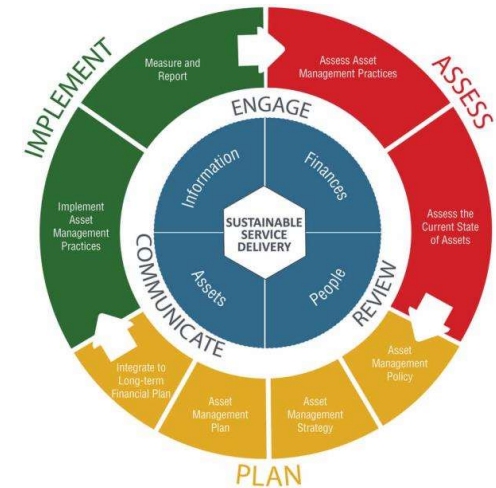 IMPLEMENT
Measure and
Report
Assess Asset
Management Practices
ASSESS
ENGAGE
Information
Finances
Implement
Asset
Management
Practices
SUSTAINABLE
SERVICE
DELIVERY
Assess the
Current State
of Assets
COMMUNICATE
Assets
People
REVIEW
Integrate to
Long-term
Financial Plan
Asset
Management
Plan
Asset
Management
Strategy
Asset
Management
Policy
PLAN